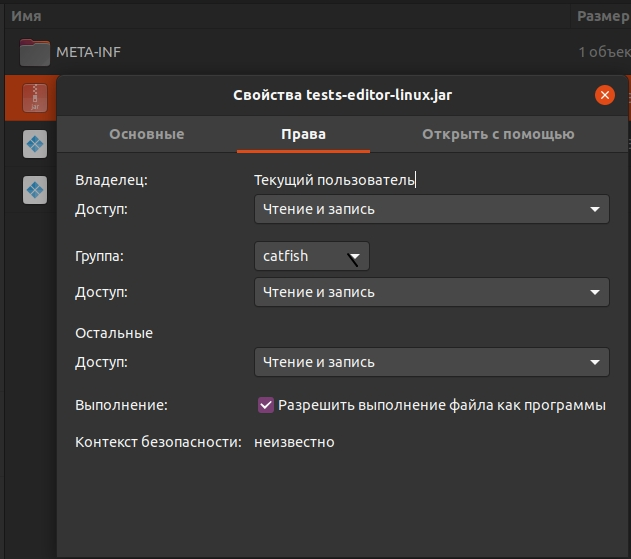 Имя Размер
META-INF 1 объек
Свойства tests-editor-linux.jar
Основные Права Открыть с помощью
jar
Владелец: Текущий пользователь
Доступ: Чтение и запись
Группа: catfish
Доступ: Чтение и запись
Остальные
Доступ: Чтение и запись
Выполнение: Разрешить выполнение файла как программы
Контекст безопасности: неизвестно